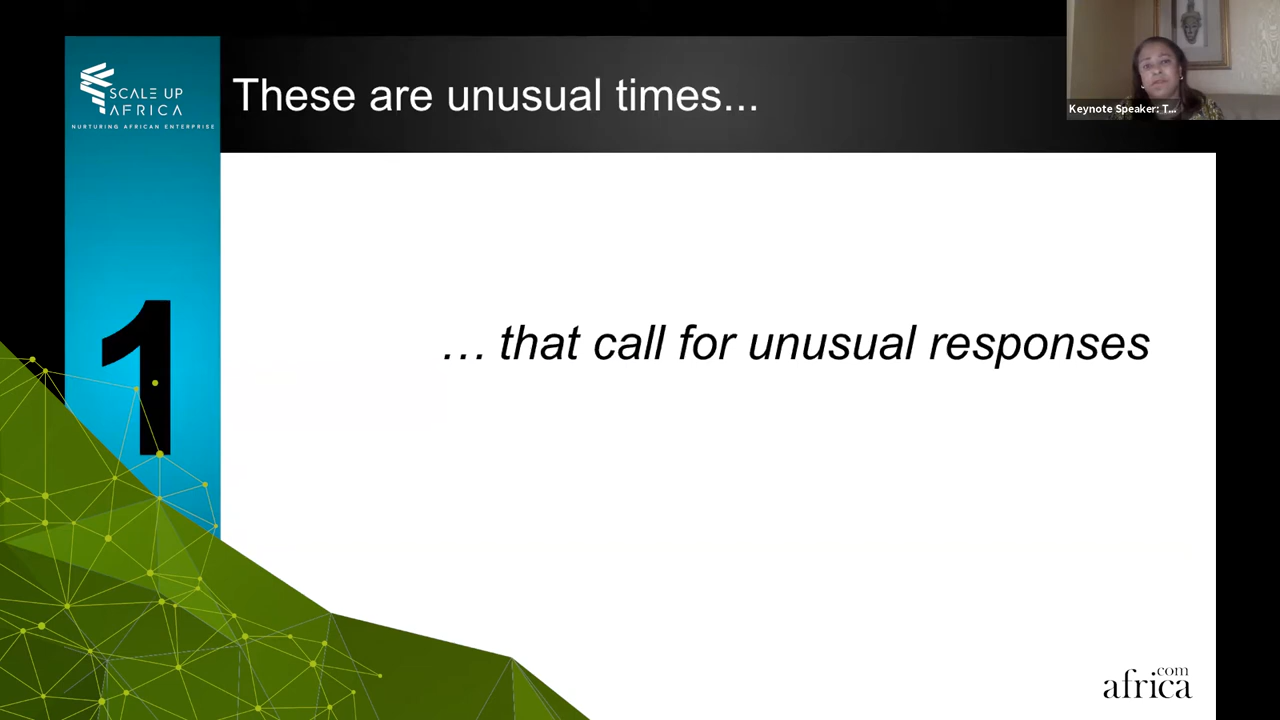 SCALE UP
AFRICA
NURTURING AFRICAN ENTERPRISE
These are unusual times...
Keynote Speaker: T...
1
... that call for unusual responses
.com
africa